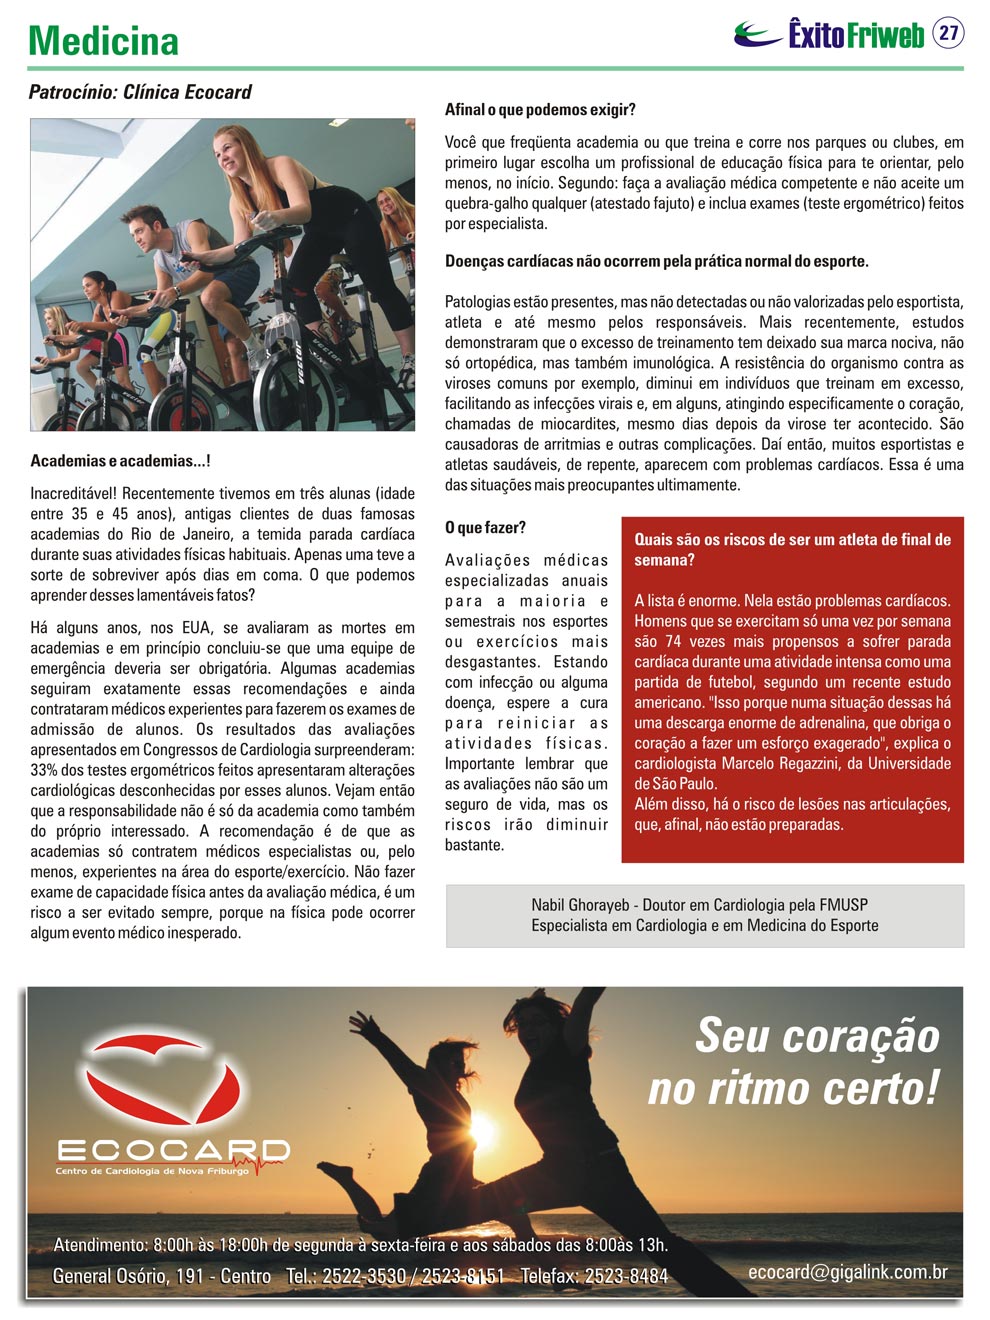 Medicina
ÊxitoFriweb 27
Patrocínio: Clínica Ecocard
Academias e academias...!
Inacreditável! Recentemente tivemos em três alunas (idade
entre 35 e 45 anos), antigas clientes de duas famosas
academias do Rio de Janeiro, a temida parada cardíaca
durante suas atividades físicas habituais. Apenas uma teve a
sorte de sobreviver após dias em coma. O que podemos
aprender desses lamentáveis fatos?
Há alguns anos, nos EUA, se avaliaram as mortes em
academias e em princípio concluiu-se que uma equipe de
emergência deveria ser obrigatória. Algumas academias
seguiram exatamente essas recomendações e ainda
contrataram médicos experientes para fazerem os exames de
admissão de alunos. Os resultados das avaliações
apresentados em Congressos de Cardiologia surpreenderam:
33% dos testes ergométricos feitos apresentaram alterações
cardiológicas desconhecidas por esses alunos. Vejam então
que a responsabilidade não é só da academia como também
do próprio interessado. A recomendação é de que as
academias só contratem médicos especialistas ou, pelo
menos, experientes na área do esporte/exercício. Não fazer
exame de capacidade física antes da avaliação médica, é um
risco a ser evitado sempre, porque na física pode ocorrer
algum evento médico inesperado.
Afinal o que podemos exigir?
Você que freqüenta academia ou que treina e corre nos parques ou clubes, em
primeiro lugar escolha um profissional de educação física para te orientar, pelo
menos, no início. Segundo: faça a avaliação médica competente e não aceite um
quebra-galho qualquer (atestado fajuto) e inclua exames (teste ergométrico) feitos
por especialista.
Doenças cardíacas não ocorrem pela prática normal do esporte.
Patologias estão presentes, mas não detectadas ou não valorizadas pelo esportista,
atleta e até mesmo pelos responsáveis. Mais recentemente, estudos
demonstraram que o excesso de treinamento tem deixado sua marca nociva, não
só ortopédica, mas também imunológica. A resistência do organismo contra as
viroses comuns por exemplo, diminui em indivíduos que treinam em excesso,
facilitando as infecções virais e, em alguns, atingindo especificamente o coração,
chamadas de miocardites, mesmo dias depois da virose ter acontecido. São
causadoras de arritmias e outras complicações. Daí então, muitos esportistas e
atletas saudáveis, de repente, aparecem com problemas cardíacos. Essa é uma
das situações mais preocupantes ultimamente.
O que fazer?
Avaliações médicas
especializadas anuais
para a maioria e
semestrais nos esportes
ou exercícios mais
desgastantes. Estando
com infecção ou alguma
doença, espere a cura
para reiniciar as
atividades físicas.
Importante lembrar que
as avaliações não são um
seguro de vida, mas os
riscos irão diminuir
bastante.
Quais são os riscos de ser um atleta de final de
semana?
A lista é enorme. Nela estão problemas cardíacos.
Homens que se exercitam só uma vez por semana
são 74 vezes mais propensos a sofrer parada
cardíaca durante uma atividade intensa como uma
partida de futebol, segundo um recente estudo
americano. "Isso porque numa situação dessas há
uma descarga enorme de adrenalina, que obriga o
coração a fazer um esforço exagerado", explica o
cardiologista Marcelo Regazzini, da Universidade
de São Paulo.
Além disso, há o risco de lesões nas articulações,
que, afinal, não estão preparadas.
Nabil Ghorayeb - Doutor em Cardiologia pela FMUSP
Especialista em Cardiologia e em Medicina do Esporte
Seu coração
no ritmo certo!
ECOCARD
Centro de Cardiologia de Nova Friburgo
Atendimento: 8:00h às 18:00h de segunda à sexta-feira e aos sábados das 8:00às 13h.
General Osório, 191 - Centro Tel.: 2522-3530 / 2523-8151 Telefax: 2523-8484
ecocard@gigalink.com.br
vector
vector